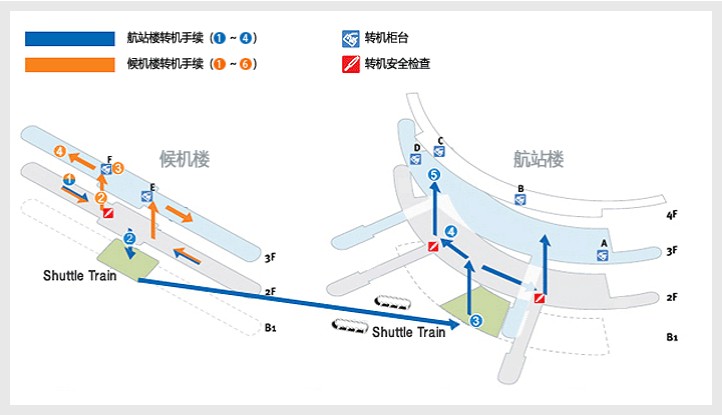 航站楼转机手续 (1 ~ 4)
转机柜台
候机楼转机手续 (1 ~ 6)
转机安全检查
候机楼
航站楼
4
F
3
E
1
2
2
3F
2F
B1
Shuttle Train
D
C
B
A
5
4
3
4F
3F
2F
B1
Shuttle Train